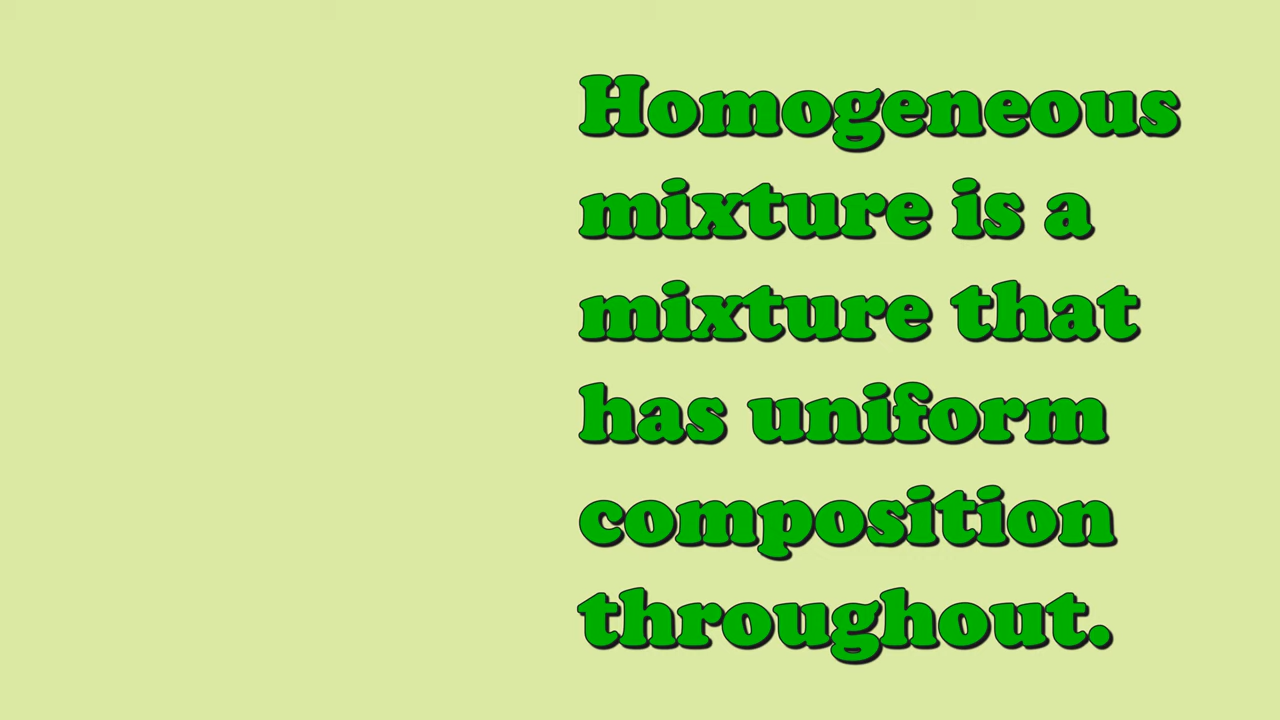 Homogeneous
mixture is a
mixture that
has uniform
composition
throughout.